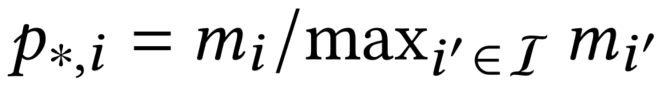 p_{*,i} = m_i / max_{i' ∈ ℐ} m_{i'}